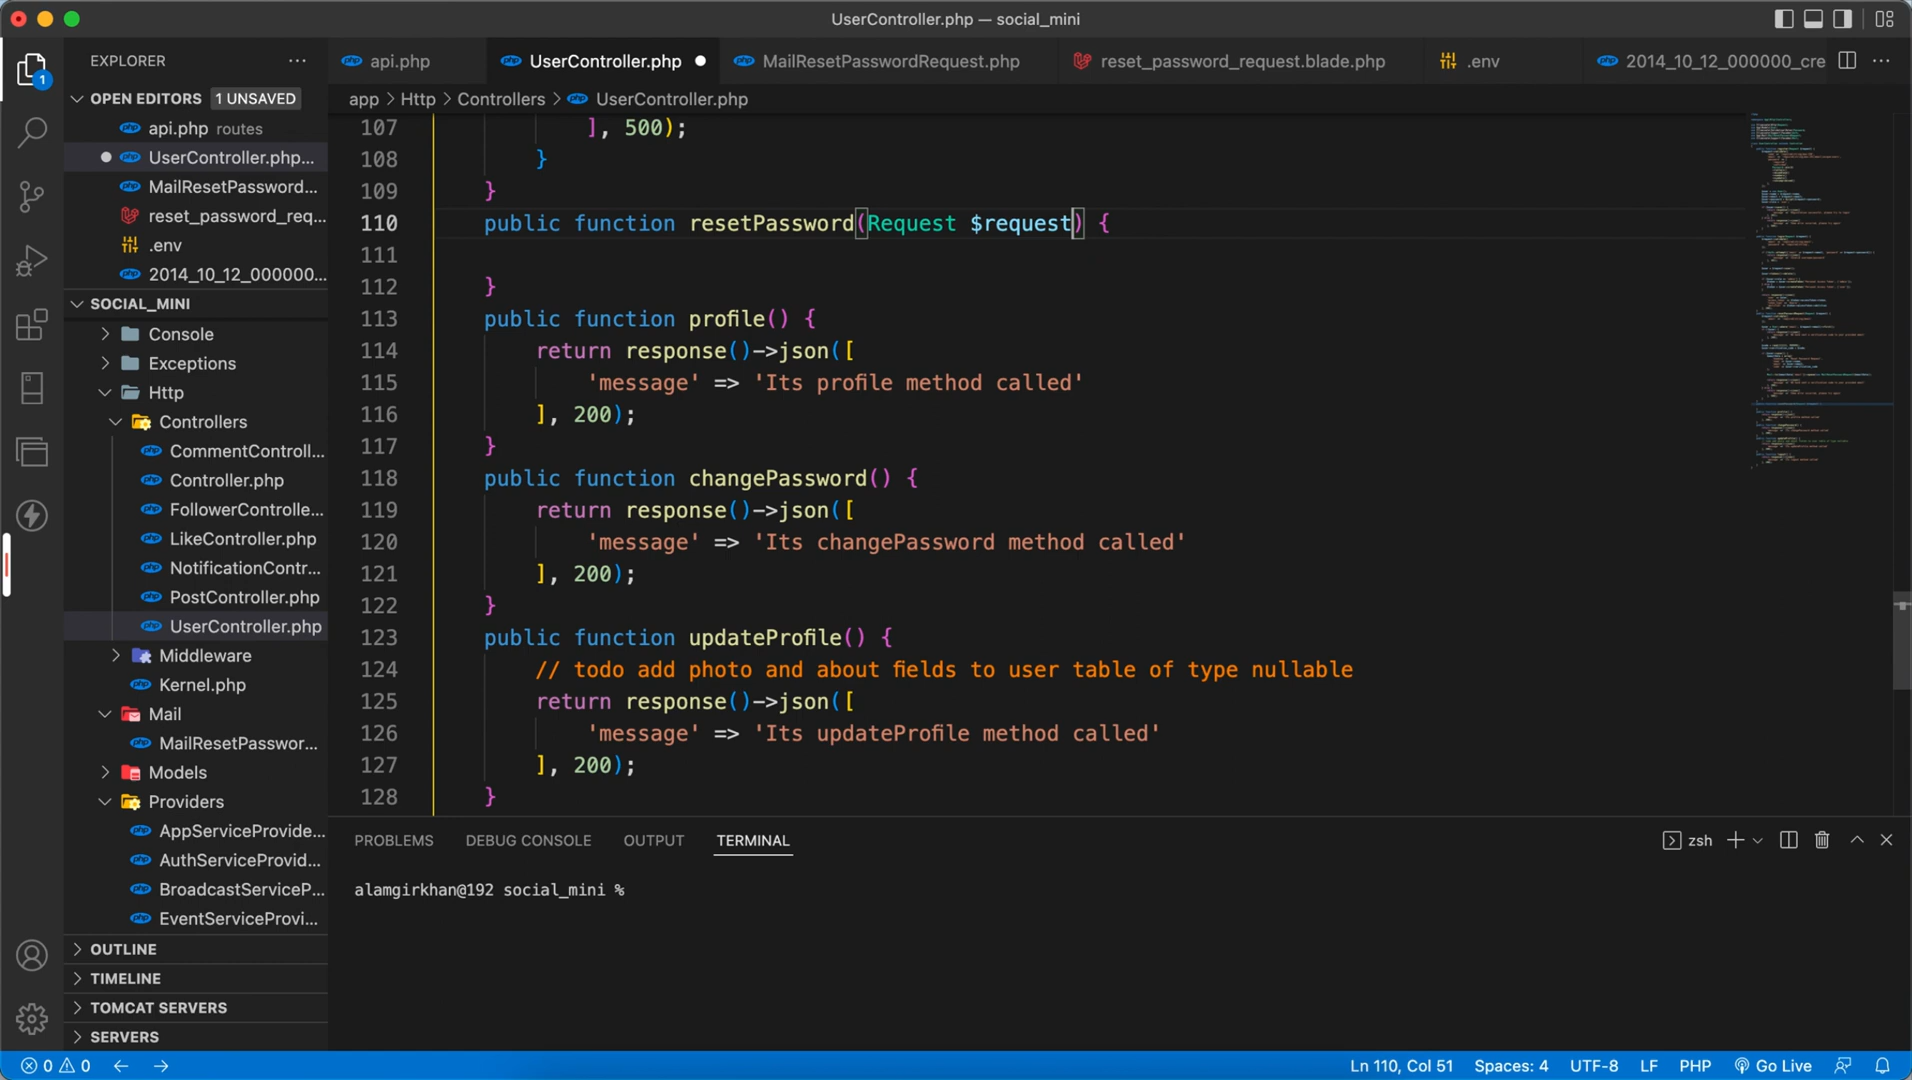 UserController.php — social_mini
EXPLORER
OPEN EDITORS 1 UNSAVED
api.php routes
UserController.php...
MailResetPassword...
reset_password_req...
.env
2014_10_12_000000...
SOCIAL_MINI
Console
Exceptions
Http
Controllers
CommentControll...
Controller.php
FollowerControlle...
LikeController.php
NotificationContr...
PostController.php
UserController.php
Middleware
Kernel.php
Mail
MailResetPasswor...
Models
Providers
AppServiceProvide...
AuthServiceProvid...
BroadcastServiceP...
EventServiceProvi...
OUTLINE
TIMELINE
TOMCAT SERVERS
SERVERS
api.php UserController.php MailResetPasswordRequest.php reset_password_request.blade.php .env 2014_10_12_000000_cre
app > Http > Controllers > UserController.php
107 ], 500);
108 }
109 }
110 public function resetPassword(Request $request) {
111
112 }
113 public function profile() {
114 return response()->json([
115 'message' => 'Its profile method called'
116 ], 200);
117 }
118 public function changePassword() {
119 return response()->json([
120 'message' => 'Its changePassword method called'
121 ], 200);
122 }
123 public function updateProfile() {
124 // todo add photo and about fields to user table of type nullable
125 return response()->json([
126 'message' => 'Its updateProfile method called'
127 ], 200);
128 }
PROBLEMS DEBUG CONSOLE OUTPUT TERMINAL zsh
alamgirkhan@192 social_mini %
0 0 Ln 110, Col 51 Spaces: 4 UTF-8 LF PHP Go Live